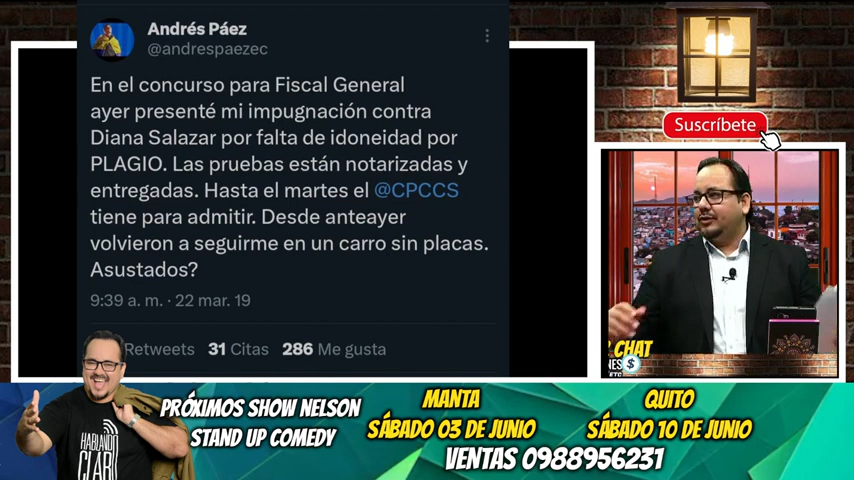 Andrés Páez
@andrespaezec
En el concurso para Fiscal General
ayer presenté mi impugnación contra
Diana Salazar por falta de idoneidad por
PLAGIO. Las pruebas están notarizadas y
entregadas. Hasta el martes el @CPCCS
tiene para admitir. Desde anteayer
volvieron a seguirme en un carro sin placas.
Asustados?
9:39 a. m. · 22 mar. 19
Retweets 31 Citas 286 Me gusta
Suscríbete
CHAT
$
PRÓXIMOS SHOW NELSON
STAND UP COMEDY
MANTA
SÁBADO 03 DE JUNIO
QUITO
SÁBADO 10 DE JUNIO
VENTAS 0988956231
HABLANDO